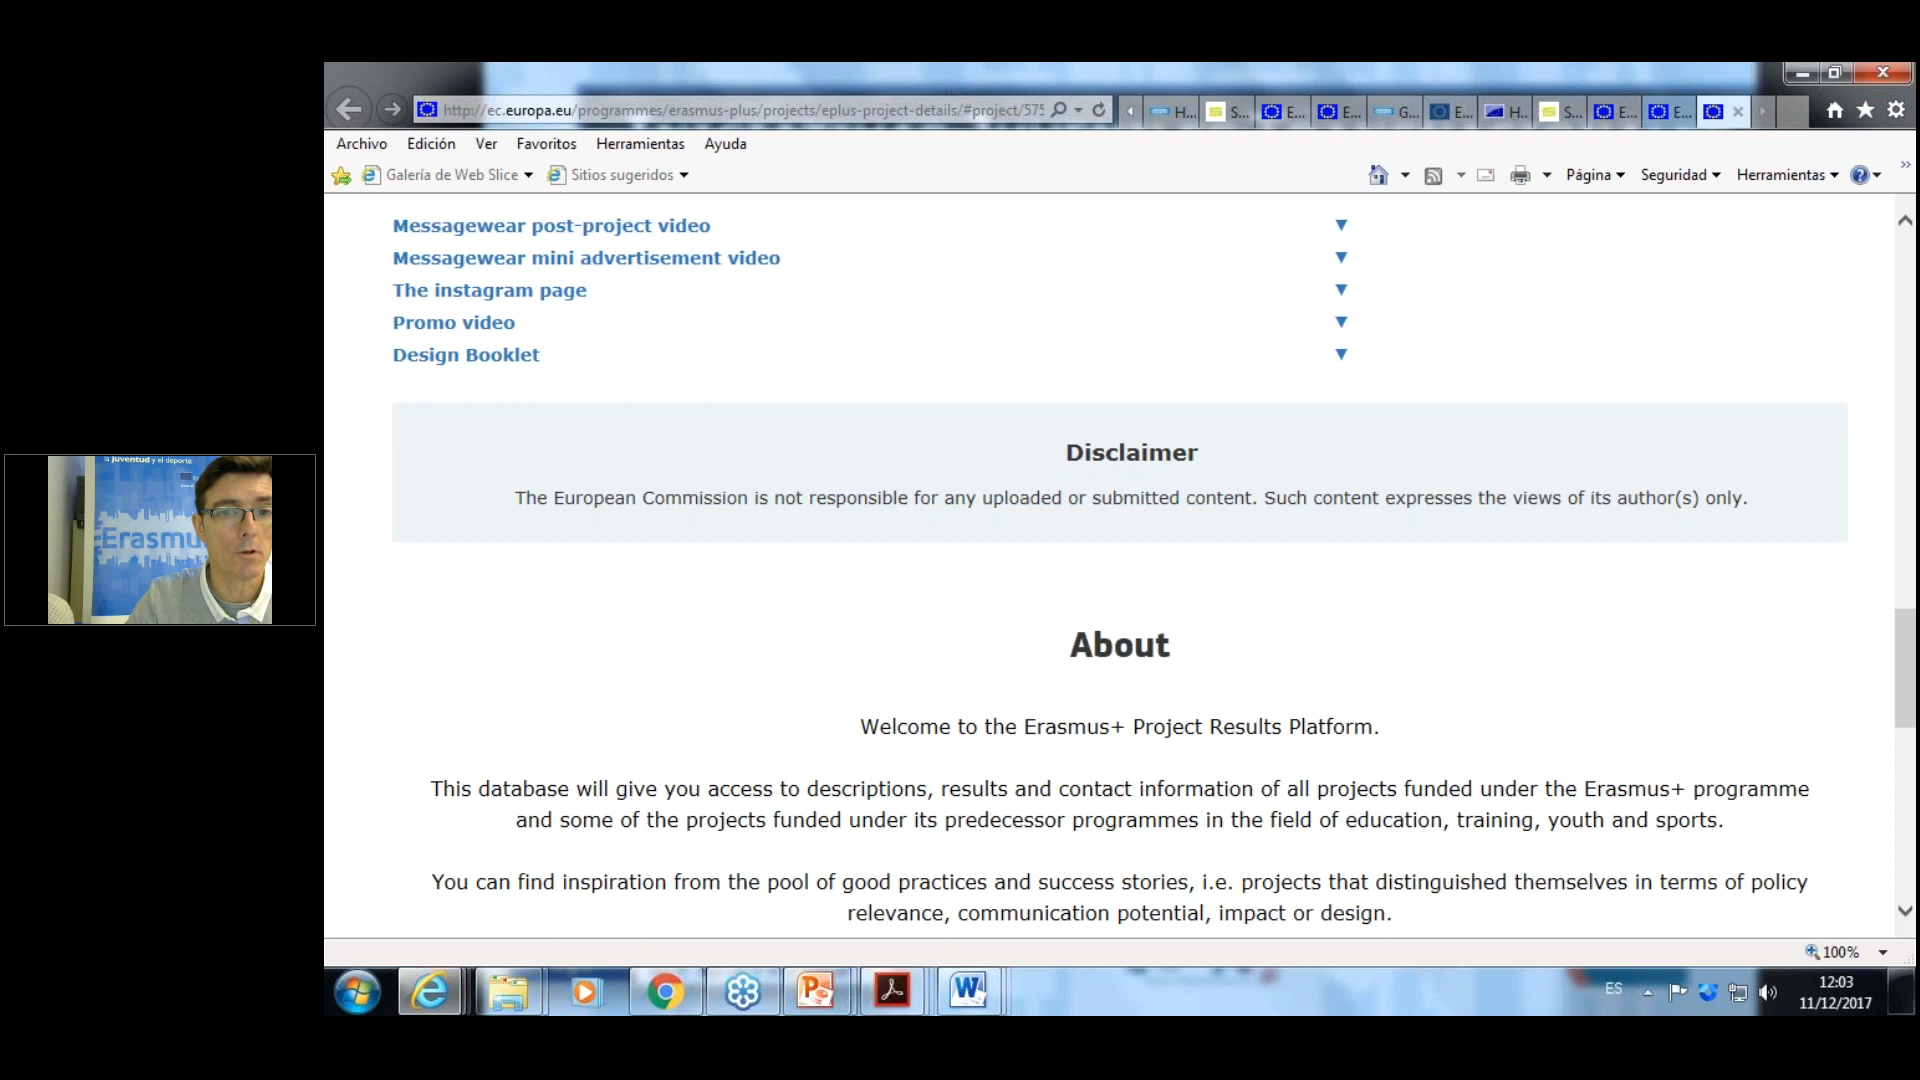 http://ec.europa.eu/programmes/erasmus-plus/projects/eplus-project-details/#project/575
H... S... E... E... G... E... H... S... E... E...
Archivo Edición Ver Favoritos Herramientas Ayuda
Galería de Web Slice Sitios sugeridos Página Seguridad Herramientas
Messagewear post-project video
Messagewear mini advertisement video
The instagram page
Promo video
Design Booklet
Disclaimer
The European Commission is not responsible for any uploaded or submitted content. Such content expresses the views of its author(s) only.
About
Welcome to the Erasmus+ Project Results Platform.
This database will give you access to descriptions, results and contact information of all projects funded under the Erasmus+ programme
and some of the projects funded under its predecessor programmes in the field of education, training, youth and sports.
You can find inspiration from the pool of good practices and success stories, i.e. projects that distinguished themselves in terms of policy
relevance, communication potential, impact or design.
100%
ES
12:03
11/12/2017
la juventud y el deporte
Erasmu